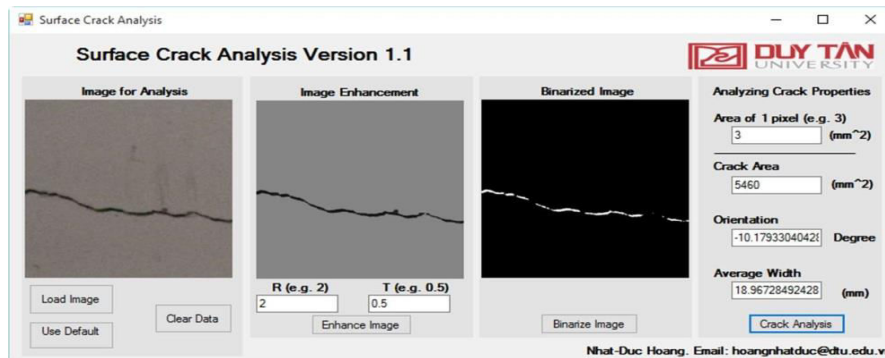 Surface Crack Analysis
Surface Crack Analysis Version 1.1
DUY TÂN
UNIVERSITY
Image for Analysis
Load Image
Use Default
Clear Data
Image Enhancement
R (e.g. 2)
T (e.g. 0.5)
2
0.5
Enhance Image
Binarized Image
Binarize Image
Analyzing Crack Properties
Area of 1 pixel (e.g. 3)
3 (mm^2)
Crack Area
5460 (mm^2)
Orientation
-10.1793304042 Degree
Average Width
18.96728492428 (mm)
Crack Analysis
Nhat-Duc Hoang. Email: hoangnhatduc@dtu.edu.v